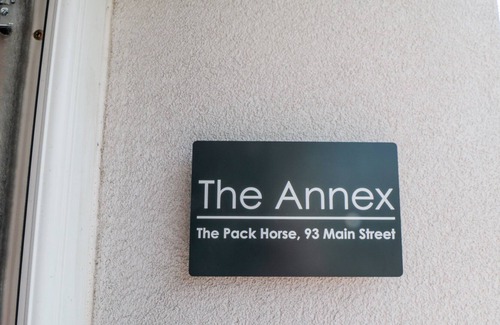 The Annex
The Pack Horse, 93 Main Street